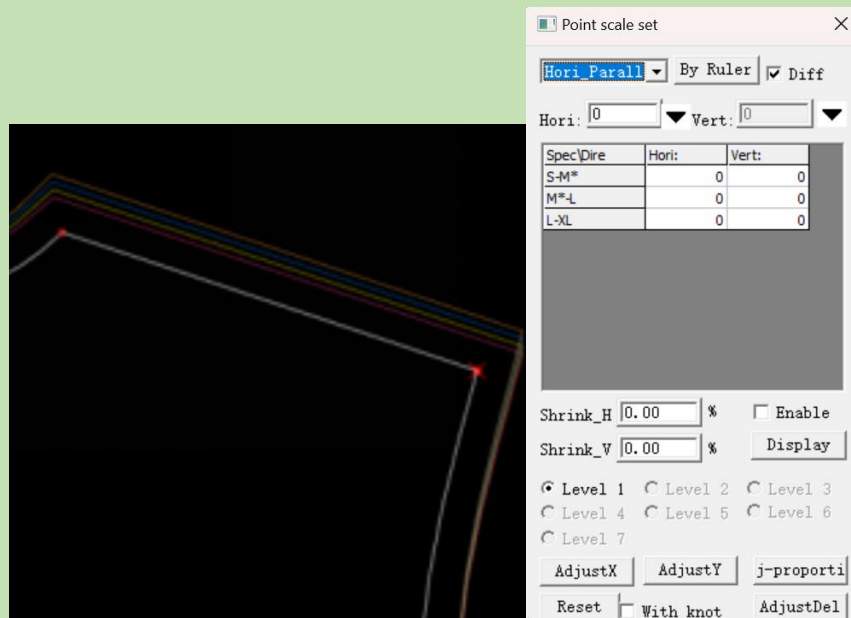 Point scale set
Hori_Parall By Ruler Diff
Hori: 0 Vert: 0
Spec\Dire Hori: Vert:
S-M* 0 0
M*-L 0 0
L-XL 0 0
Shrink_H 0.00 % Enable
Shrink_V 0.00 % Display
Level 1 Level 2 Level 3
Level 4 Level 5 Level 6
Level 7
AdjustX AdjustY j-proporti
Reset With knot AdjustDel